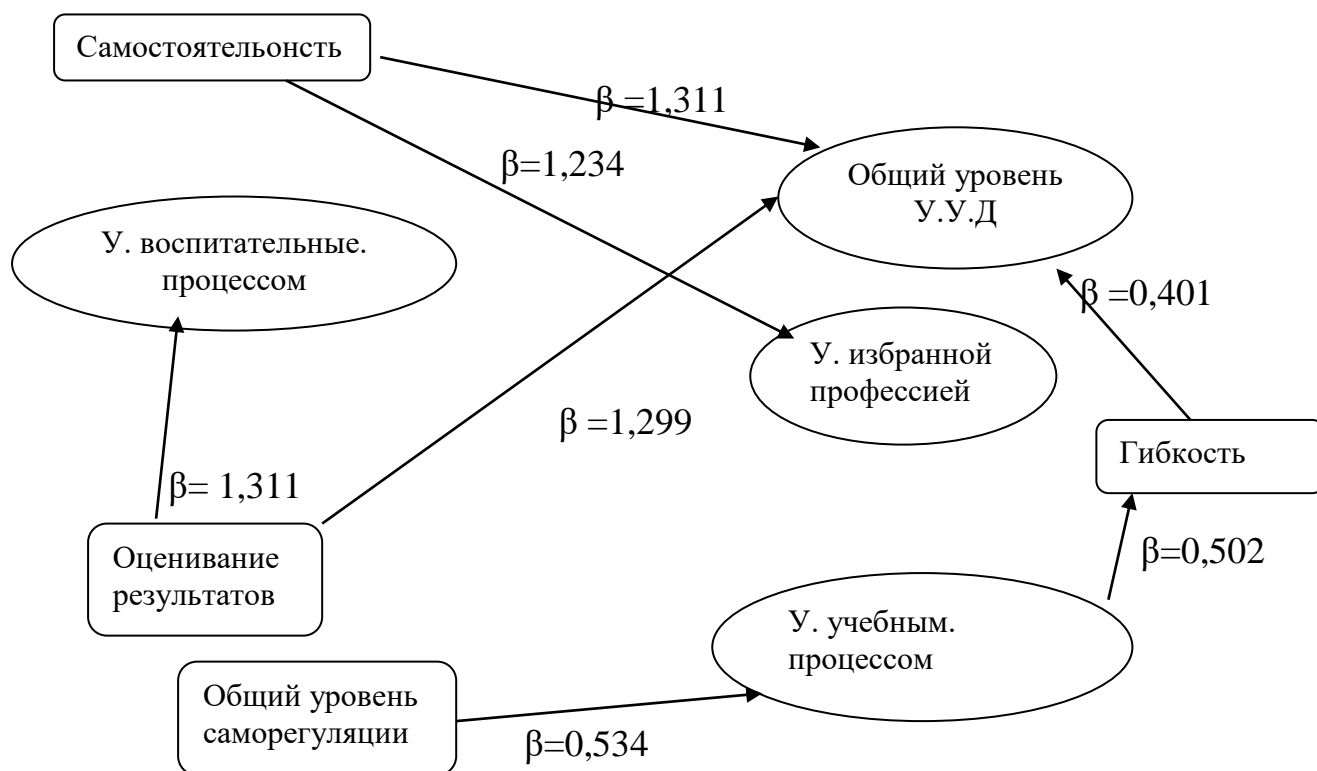 Самостоятельонсть
β =1,311
β=1,234
Общий уровень
У.У.Д
У. воспитательные.
процессом
β =0,401
У. избранной
профессией
β =1,299
Гибкость
β= 1,311
Оценивание
результатов
β=0,502
У. учебным.
процессом
Общий уровень
саморегуляции
β=0,534